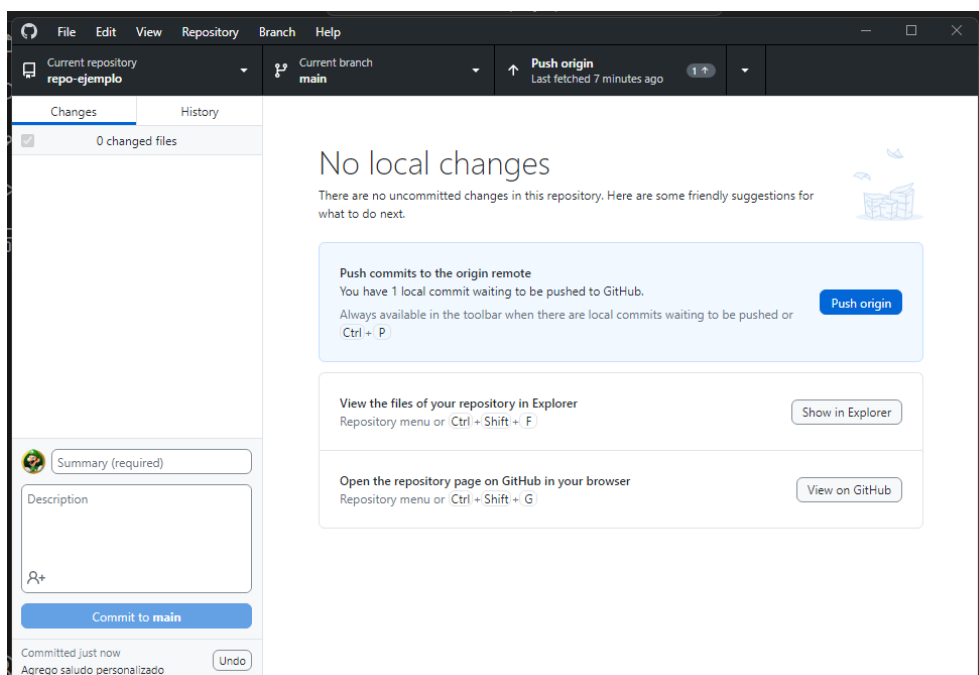 File Edit View Repository Branch Help
Current repository
repo-ejemplo
Current branch
main
Push origin
Last fetched 7 minutes ago
1
Changes History
0 changed files
No local changes
There are no uncommitted changes in this repository. Here are some friendly suggestions for
what to do next.
Push commits to the origin remote
You have 1 local commit waiting to be pushed to GitHub.
Always available in the toolbar when there are local commits waiting to be pushed or
Ctrl + P
Push origin
View the files of your repository in Explorer
Repository menu or Ctrl + Shift + F
Show in Explorer
Open the repository page on GitHub in your browser
Repository menu or Ctrl + Shift + G
View on GitHub
Summary (required)
Description
Commit to main
Committed just now
Agrego saludo personalizado
Undo